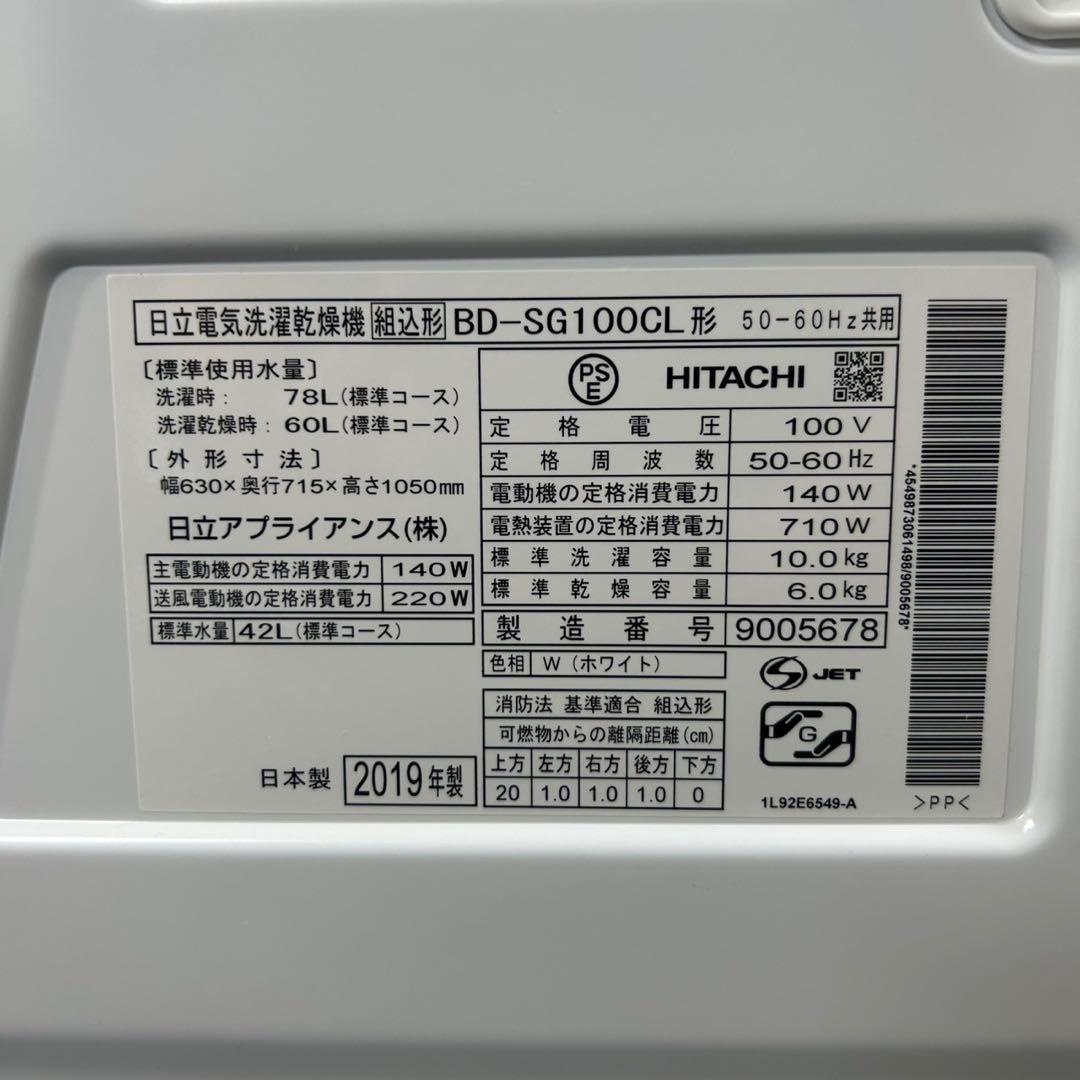 日立電気洗濯乾燥機 組込形 BD-SG100CL形 50-60Hz共用
〔標準使用水量〕
洗濯時: 78L(標準コース)
洗濯乾燥時: 60L(標準コース)
〔外形寸法〕
幅630×奥行715×高さ1050mm
日立アプライアンス(株)
主電動機の定格消費電力 140W
送風電動機の定格消費電力 220W
標準水量 42L(標準コース)
日本製 2019年製
PSE HITACHI
定格電圧 100V
定格周波数 50-60Hz
電動機の定格消費電力 140W
電熱装置の定格消費電力 710W
標準洗濯容量 10.0kg
標準乾燥容量 6.0kg
製造番号 9005678
色相 W(ホワイト)
消防法 基準適合 組込形
可燃物からの離隔距離(cm)
上方 左方 右方 後方 下方
20 1.0 1.0 1.0 0
S JET
G
1L92E6549-A
*4549873061498/9005678*
>PP<